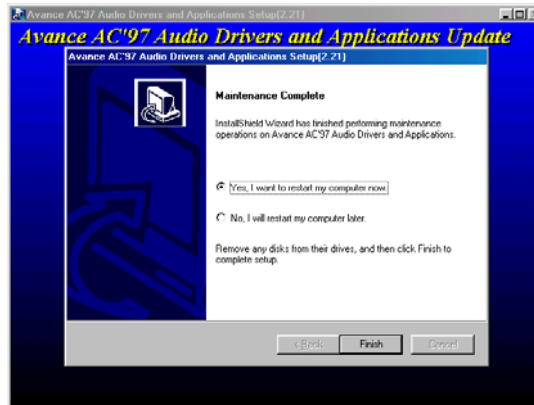 Avance AC'97 Audio Drivers and Applications Setup(2.21)
Avance AC'97 Audio Drivers and Applications Update
Avance AC'97 Audio Drivers and Applications Setup(2.21)
Maintenance Complete
InstallShield Wizard has finished performing maintenance
operations on Avance AC'97 Audio Drivers and Applications.
Yes, I want to restart my computer now.
No, I will restart my computer later.
Remove any disks from their drives, and then click Finish to
complete setup.
< Back Finish Cancel